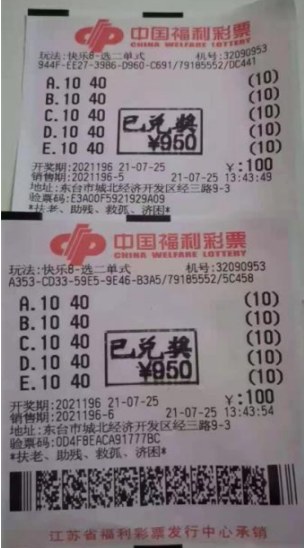 中国福利彩票
CHINA WELFARE LOTTERY
玩法:快乐8-选二单式 机号:32090953
944F-EE27-3986-D960-C691/79185552/DC441
A.10 40 (10)
B.10 40 (10)
C.10 40 (10)
D.10 40 (10)
E.10 40 (10)
已兑奖
¥950
开奖期:2021196 21-07-25 ¥:100
销售期:2021196-5 21-07-25 13:43:49
地址:东台市城北经济开发区经三路9-3
验票码:E3A00F5921929A09
*扶老、助残、救孤、济困*
中国福利彩票
CHINA WELFARE LOTTERY
玩法:快乐8-选二单式 机号:32090953
A353-CD33-59E5-9E46-B3A5/79185552/5C458
A.10 40 (10)
B.10 40 (10)
C.10 40 (10)
D.10 40 (10)
E.10 40 (10)
已兑奖
¥950
开奖期:2021196 21-07-25 ¥:100
销售期:2021196-6 21-07-25 13:43:54
地址:东台市城北经济开发区经三路9-3
验票码:0D4FBEACA91777BC
*扶老、助残、救孤、济困*
江苏省福利彩票发行中心承销